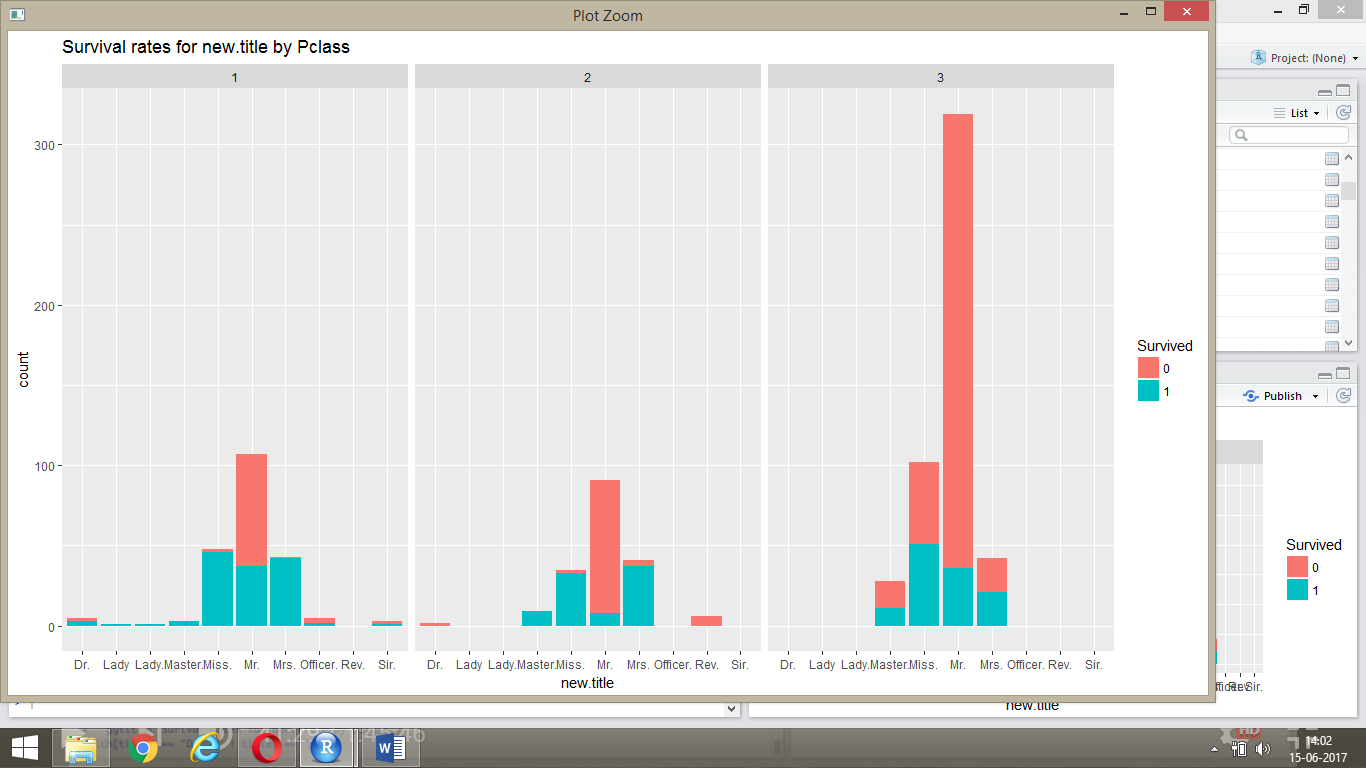 Plot Zoom
Survival rates for new.title by Pclass
1
2
3
300
200
100
0
count
Dr. Lady Lady. Master. Miss. Mr. Mrs. Officer. Rev. Sir.
Dr. Lady Lady. Master. Miss. Mr. Mrs. Officer. Rev. Sir.
Dr. Lady Lady. Master. Miss. Mr. Mrs. Officer. Rev. Sir.
new.title
Survived
0
1
Project: (None)
List
Publish
Survived
0
1
Sir.
new.title
HD
14:02
15-06-2017